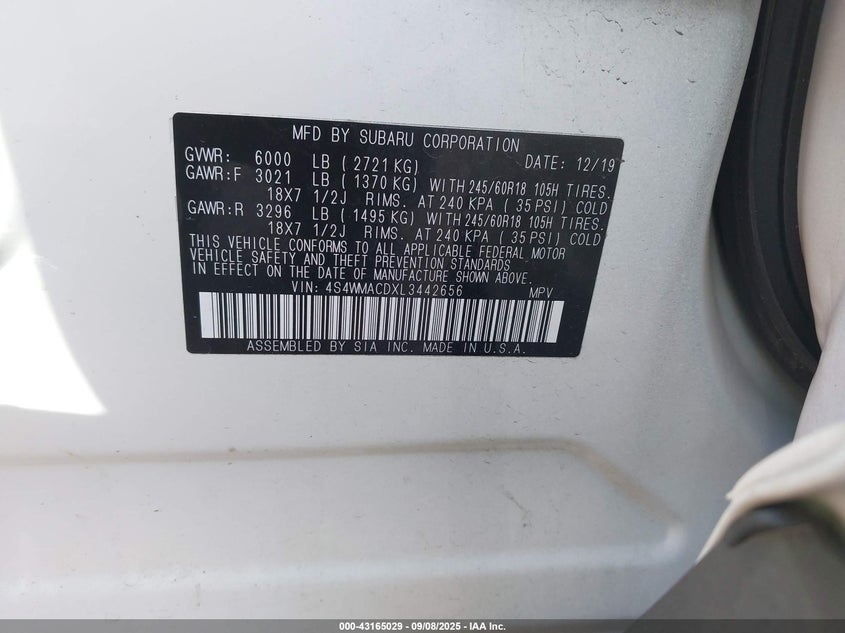 MFD BY SUBARU CORPORATION
GVWR: 6000 LB ( 2721 KG) DATE: 12/19
GAWR:F 3021 LB ( 1370 KG) WITH 245/60R18 105H TIRES.
18X7 1/2J RIMS. AT 240 KPA ( 35 PSI) COLD
GAWR:R 3296 LB ( 1495 KG) WITH 245/60R18 105H TIRES.
18X7 1/2J RIMS. AT 240 KPA ( 35 PSI) COLD
THIS VEHICLE CONFORMS TO ALL APPLICABLE FEDERAL MOTOR
VEHICLE SAFETY AND THEFT PREVENTION STANDARDS
IN EFFECT ON THE DATE OF MANUFACTURE SHOWN ABOVE.
VIN: 4S4WMACDXL3442656 MPV
ASSEMBLED BY SIA INC. MADE IN U.S.A.
000-43165029 - 09/08/2025 - IAA Inc.